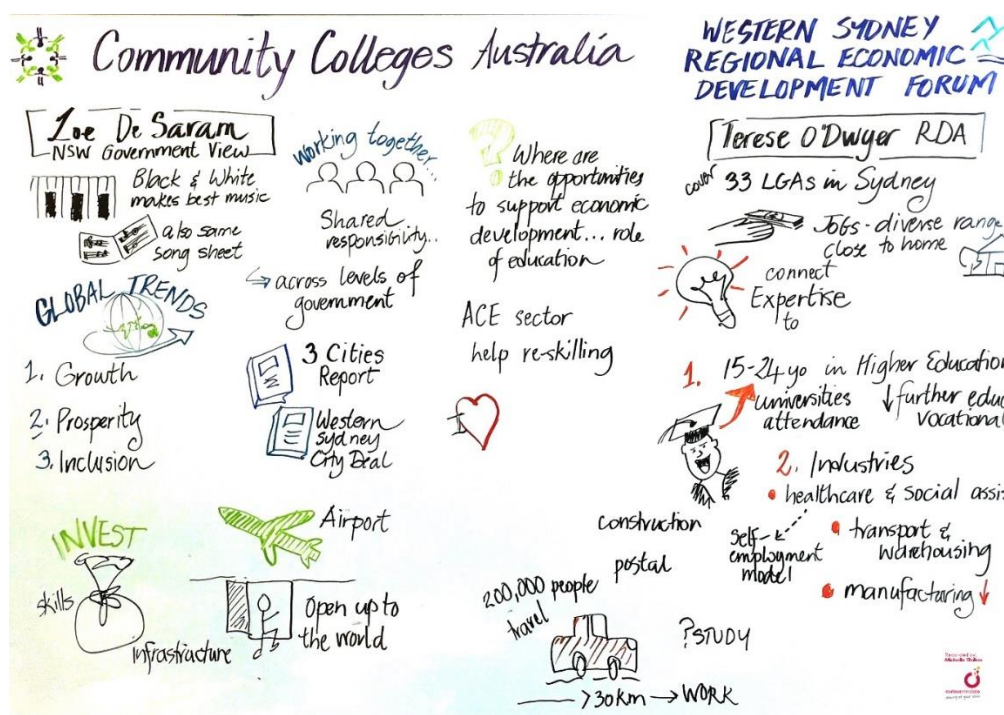 Community Colleges Australia
WESTERN SYDNEY
REGIONAL ECONOMIC
DEVELOPMENT FORUM
Zoe De Saram
NSW Government View
Black & White
makes best music
also same
song sheet
GLOBAL TRENDS
1. Growth
2. Prosperity
3. Inclusion
INVEST
skills
infrastructure
Working together...
Shared
responsibility..
↳ across levels of
government
3 Cities
Report
Western
Sydney
City Deal
Airport
Open up to
the world
?
Where are
the opportunities
to support economic
development... role
of education
ACE sector
help re-skilling
I
Terese O'Dwyer RDA
cover 33 LGAs in Sydney
Jobs - diverse range
close to home
connect
Expertise
to
1. 15-24 yo in Higher Education
universities
attendance
↓ further educ
vocational
2. Industries
• healthcare & social assis
Self-
employment
model
• transport &
warehousing
• manufacturing ↓
construction
postal
200,000 people
travel
>30km → WORK
?STUDY
Recorded by: